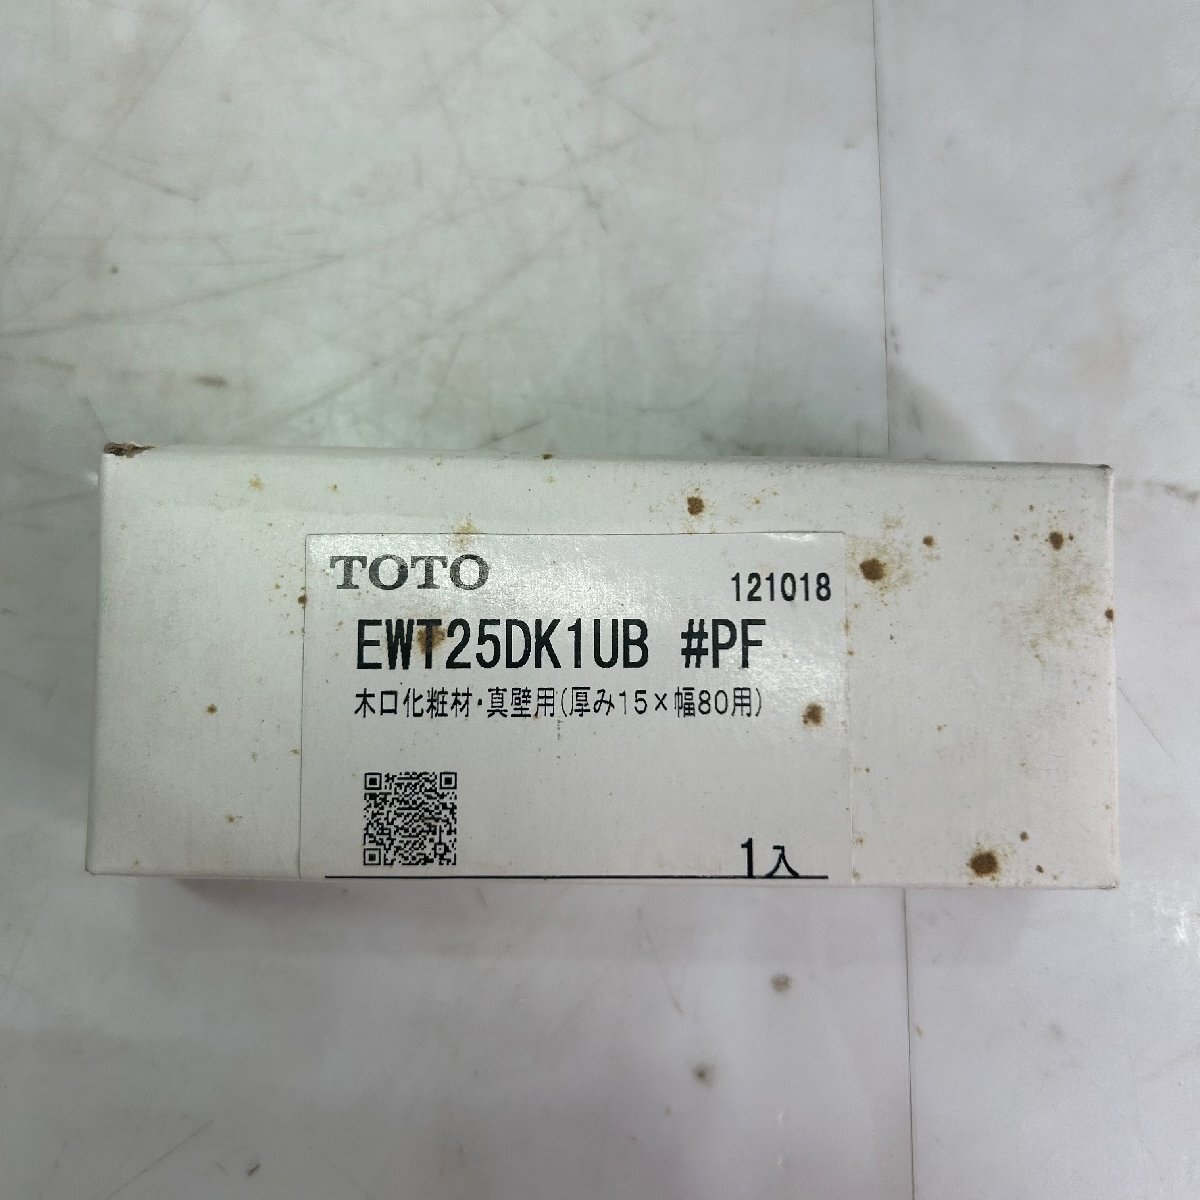 TOTO
121018
EWT25DK1UB #PF
木口化粧材・真壁用(厚み15×幅80用)
1入